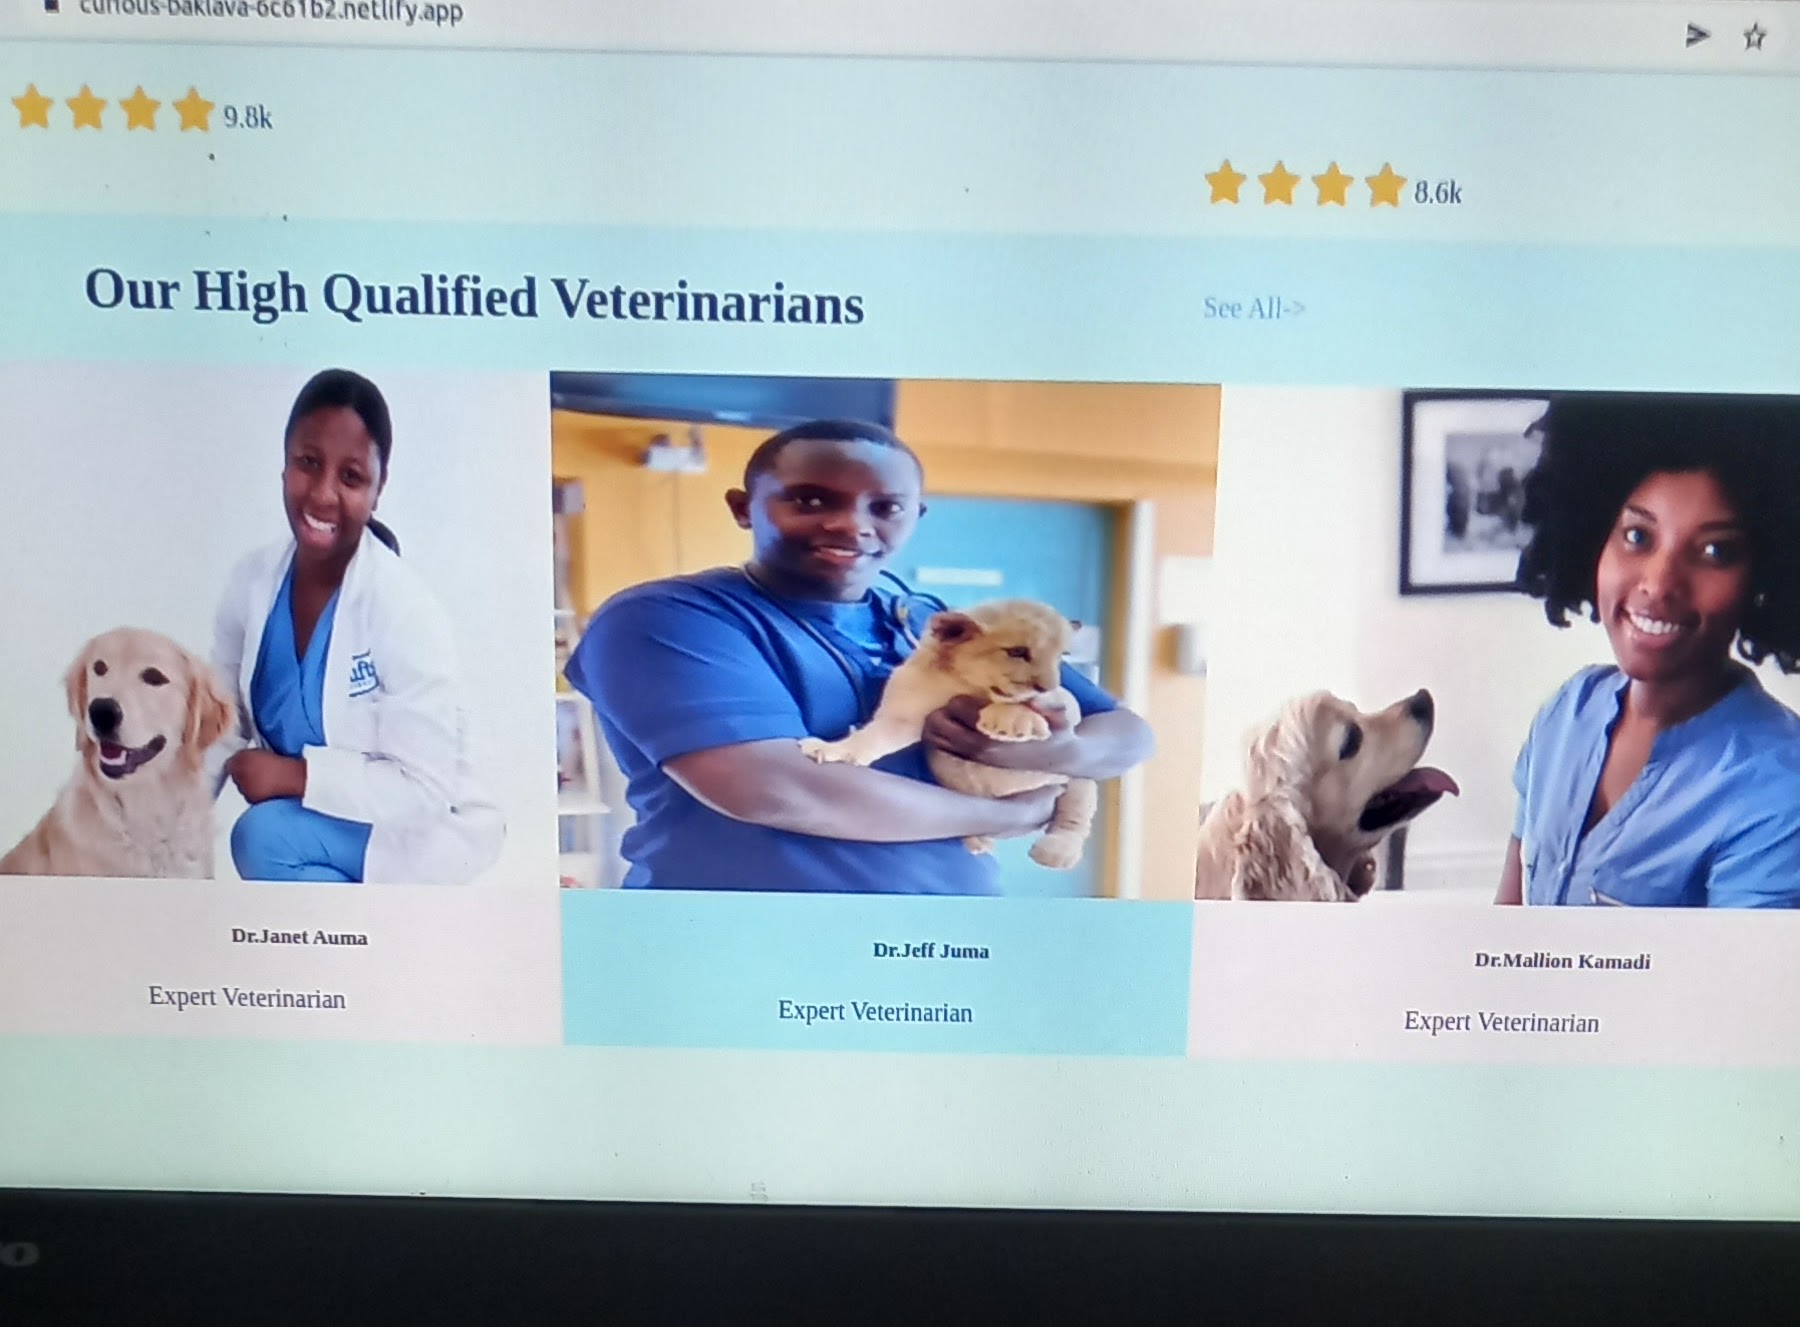 curious-baklava-6c61b2.netlify.app
9.8k
8.6k
Our High Qualified Veterinarians
See All->
Dr.Janet Auma
Dr.Jeff Juma
Dr.Mallion Kamadi
Expert Veterinarian
Expert Veterinarian
Expert Veterinarian